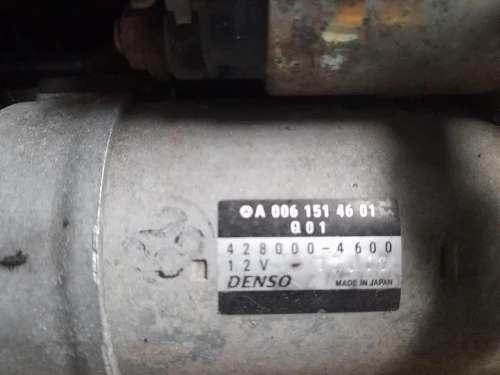 A 006 151 46 01
Q01
428000-4600
12V
DENSO MADE IN JAPAN